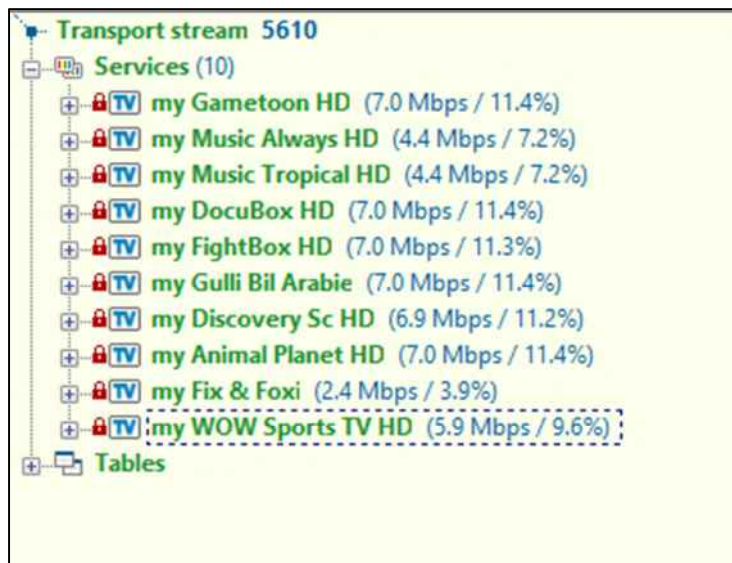 Transport stream 5610
Services (10)
TV my Gametoon HD (7.0 Mbps / 11.4%)
TV my Music Always HD (4.4 Mbps / 7.2%)
TV my Music Tropical HD (4.4 Mbps / 7.2%)
TV my DocuBox HD (7.0 Mbps / 11.4%)
TV my FightBox HD (7.0 Mbps / 11.3%)
TV my Gulli Bil Arabie (7.0 Mbps / 11.4%)
TV my Discovery Sc HD (6.9 Mbps / 11.2%)
TV my Animal Planet HD (7.0 Mbps / 11.4%)
TV my Fix & Foxi (2.4 Mbps / 3.9%)
TV my WOW Sports TV HD (5.9 Mbps / 9.6%)
Tables